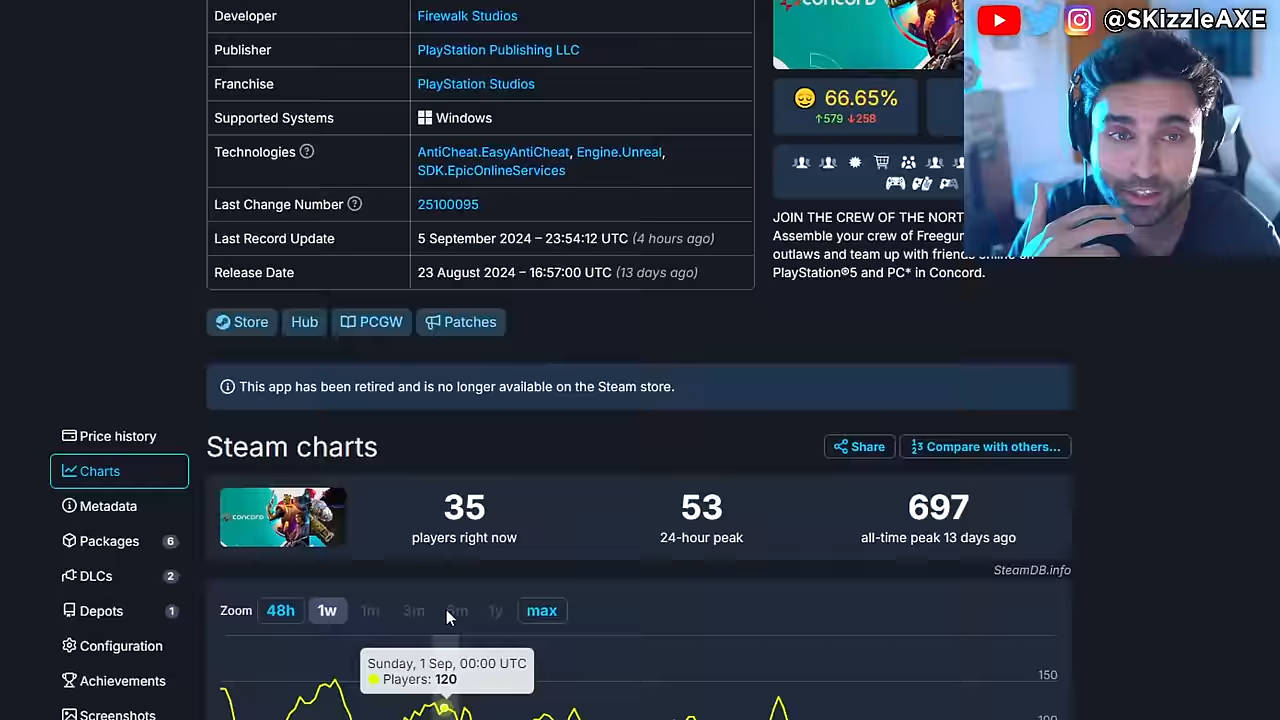 @SKizzleAXE
Developer Firewalk Studios
Publisher PlayStation Publishing LLC
Franchise PlayStation Studios
Supported Systems Windows
Technologies AntiCheat.EasyAntiCheat, Engine.Unreal,
SDK.EpicOnlineServices
Last Change Number 25100095
Last Record Update 5 September 2024 – 23:54:12 UTC (4 hours ago)
Release Date 23 August 2024 – 16:57:00 UTC (13 days ago)
CONCORD
66.65%
↑579 ↓258
JOIN THE CREW OF THE NORT
Assemble your crew of Freegun
outlaws and team up with friends online on
PlayStation®5 and PC* in Concord.
Store Hub PCGW Patches
This app has been retired and is no longer available on the Steam store.
Price history
Charts
Metadata
Packages 6
DLCs 2
Depots 1
Configuration
Achievements
Screenshots
Steam charts
Share Compare with others...
CONCORD
35 53 697
players right now 24-hour peak all-time peak 13 days ago
SteamDB.info
Zoom 48h 1w 1m 3m 6m 1y max
Sunday, 1 Sep, 00:00 UTC
Players: 120
150
100